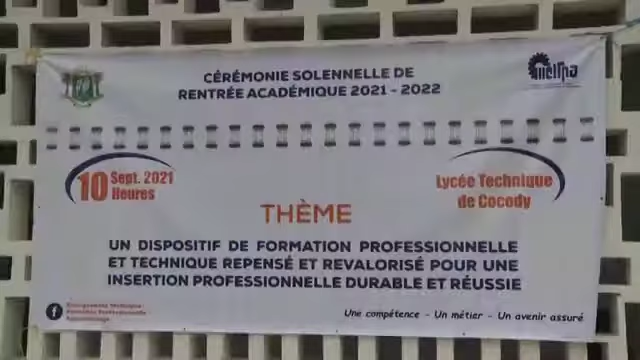 CÉRÉMONIE SOLENNELLE DE
RENTRÉE ACADÉMIQUE 2021 - 2022
10 Sept. 2021
Heures
Lycée Technique
de Cocody
THÈME
UN DISPOSITIF DE FORMATION PROFESSIONNELLE
ET TECHNIQUE REPENSÉ ET REVALORISÉ POUR UNE
INSERTION PROFESSIONNELLE DURABLE ET RÉUSSIE
Une compétence - Un métier - Un avenir assuré